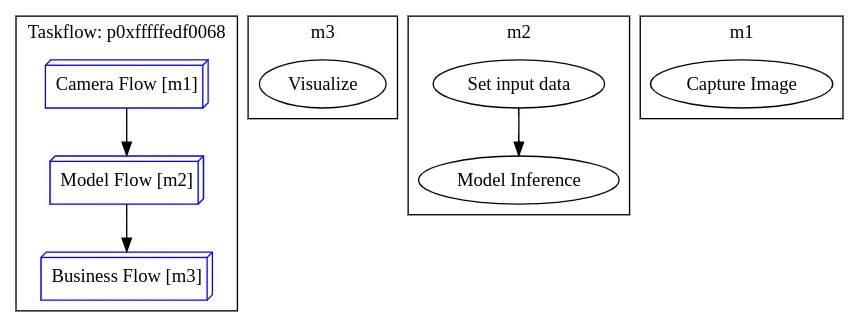 Taskflow: p0xfffffedf0068
Camera Flow [m1]
Model Flow [m2]
Business Flow [m3]
m3
Visualize
m2
Set input data
Model Inference
m1
Capture Image